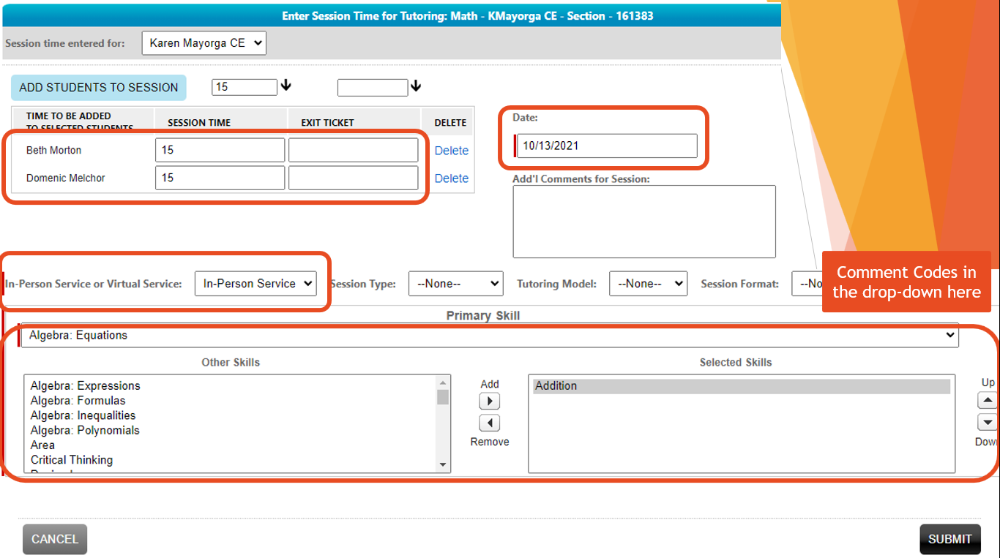 Enter Session Time for Tutoring: Math - KMayorga CE - Section - 161383
Session time entered for: Karen Mayorga CE
ADD STUDENTS TO SESSION 15
TIME TO BE ADDED
TO SELECTED STUDENTS SESSION TIME EXIT TICKET DELETE
Beth Morton 15 Delete
Domenic Melchor 15 Delete
Date:
10/13/2021
Add'l Comments for Session:
In-Person Service or Virtual Service: In-Person Service Session Type: --None-- Tutoring Model: --None-- Session Format: --No
Comment Codes in
the drop-down here
Primary Skill
Algebra: Equations
Other Skills Selected Skills
Algebra: Expressions
Algebra: Formulas
Algebra: Inequalities
Algebra: Polynomials
Area
Critical Thinking
Add
Remove
Addition
Up
Down
CANCEL SUBMIT